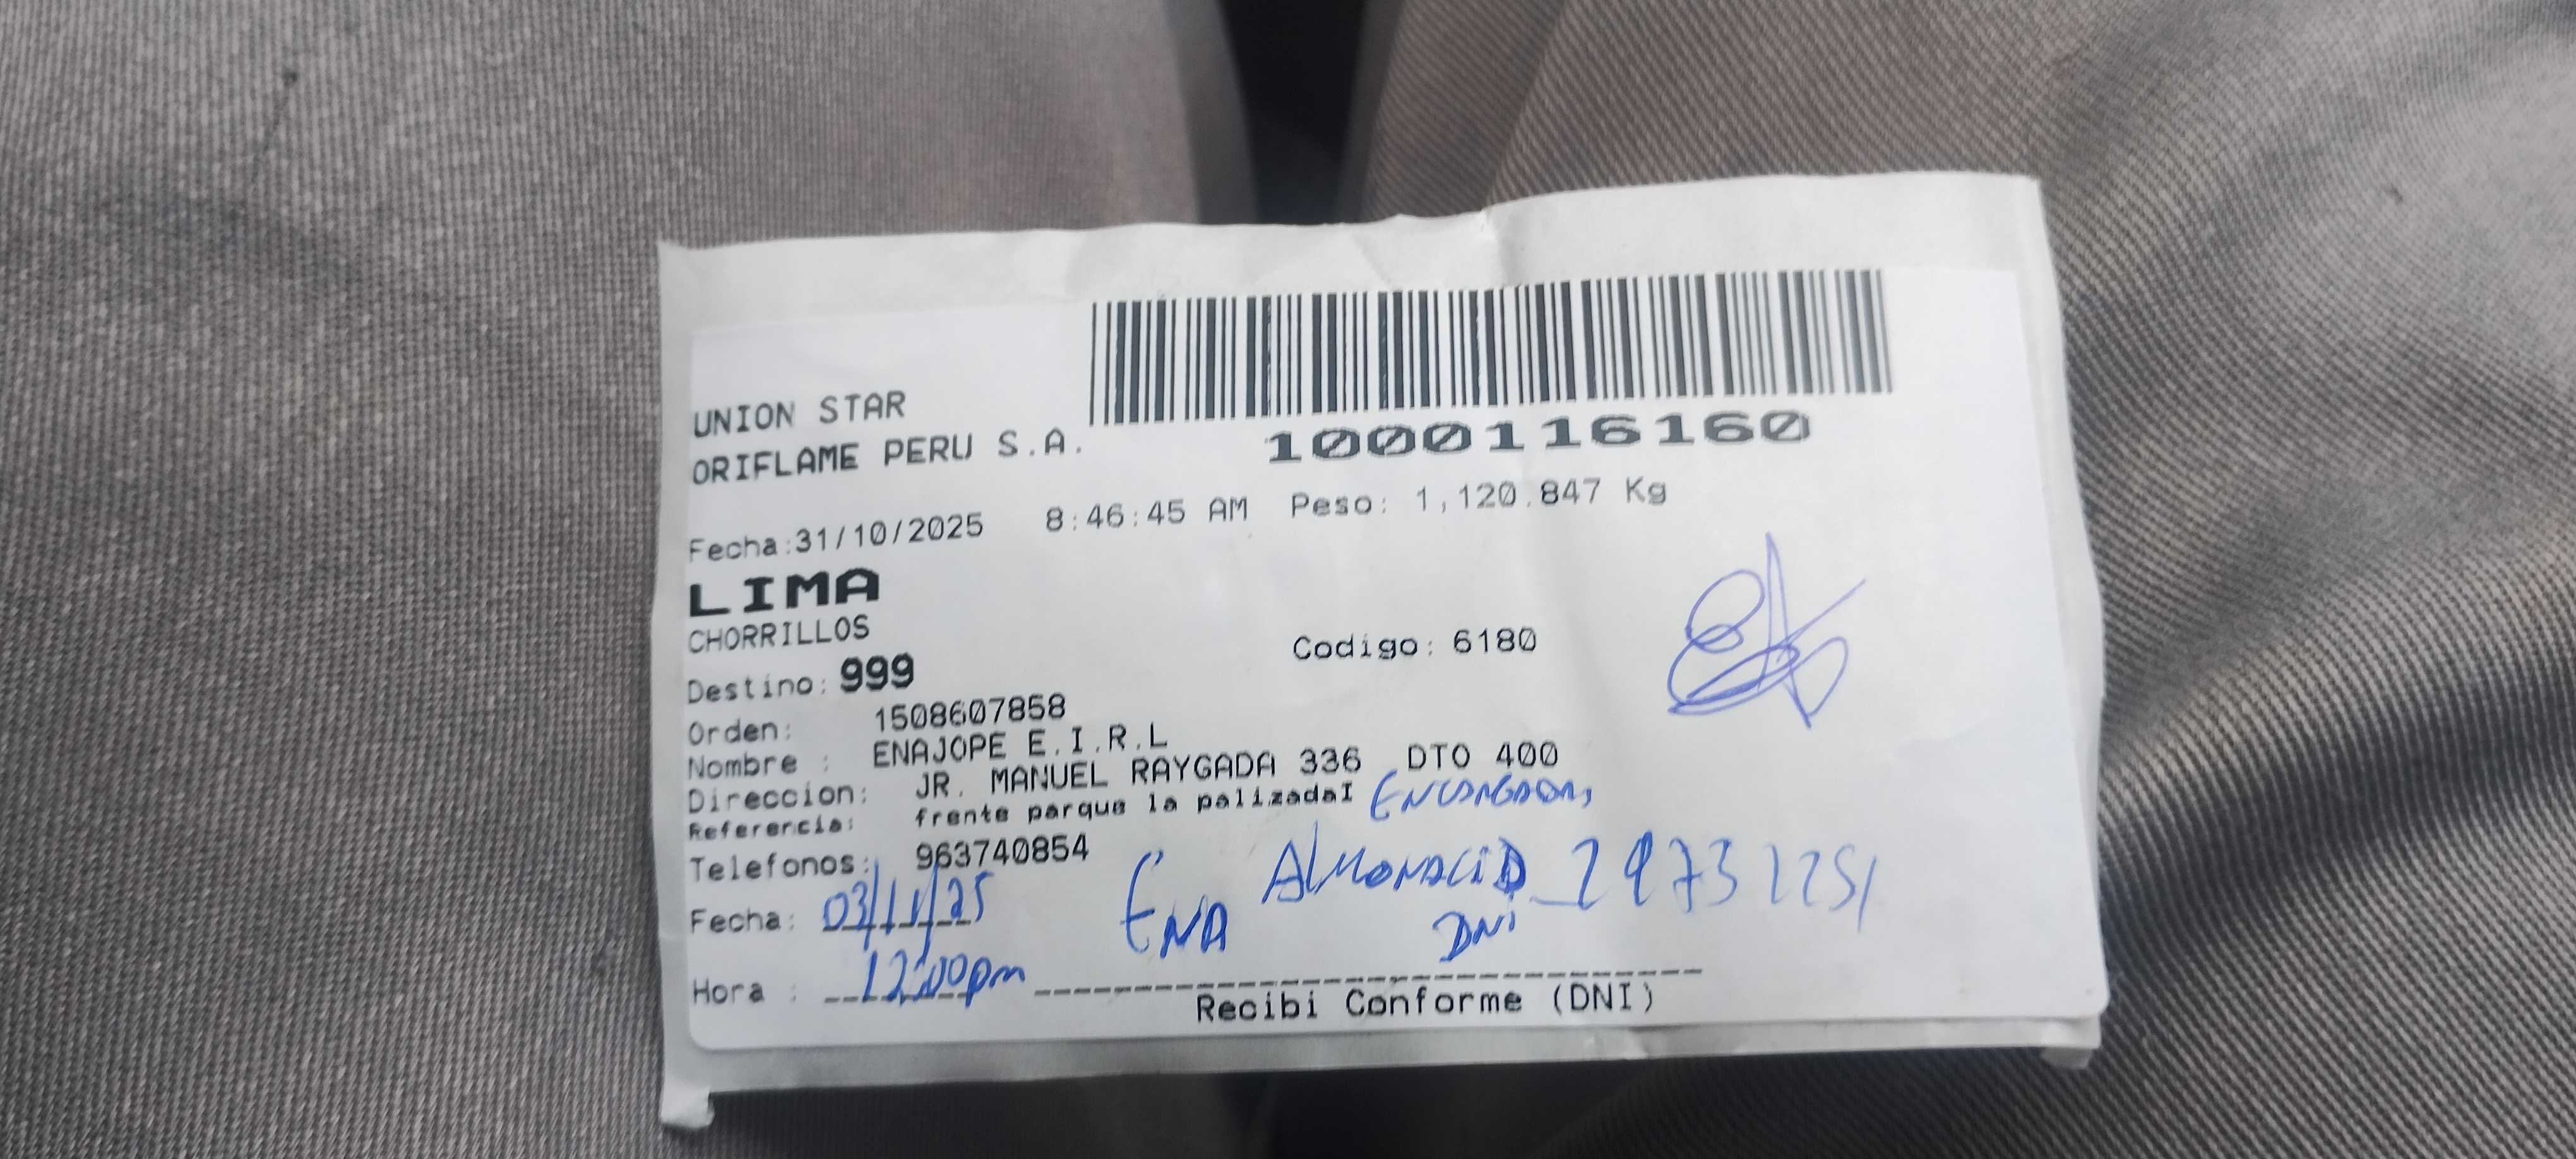 UNION STAR
ORIFLAME PERU S.A.
1000116160
Fecha:31/10/2025 8:46:45 AM Peso: 1,120.847 Kg
LIMA
CHORRILLOS
Destino: 999 Codigo: 6180
Orden: 1508607858
Nombre : ENAJOPE E.I.R.L
Direccion: JR. MANUEL RAYGADA 336 DTO 400
Referencia: frente parque la palizadaI
Telefonos: 963740854
Fecha: 03/11/25 ENA ALMONACID
DNI
Hora : 12:00pm
Recibi Conforme (DNI)